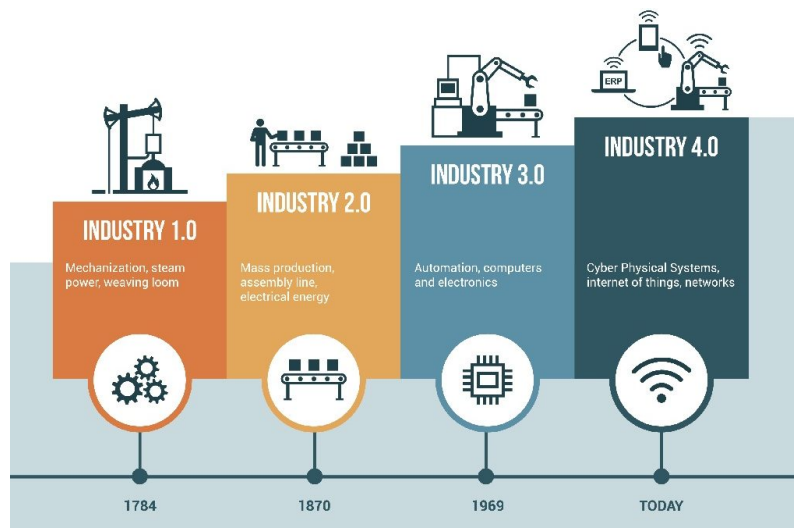 ERP
INDUSTRY 1.0
Mechanization, steam
power, weaving loom
INDUSTRY 2.0
Mass production,
assembly line,
electrical energy
INDUSTRY 3.0
Automation, computers
and electronics
INDUSTRY 4.0
Cyber Physical Systems,
internet of things, networks
1784
1870
1969
TODAY